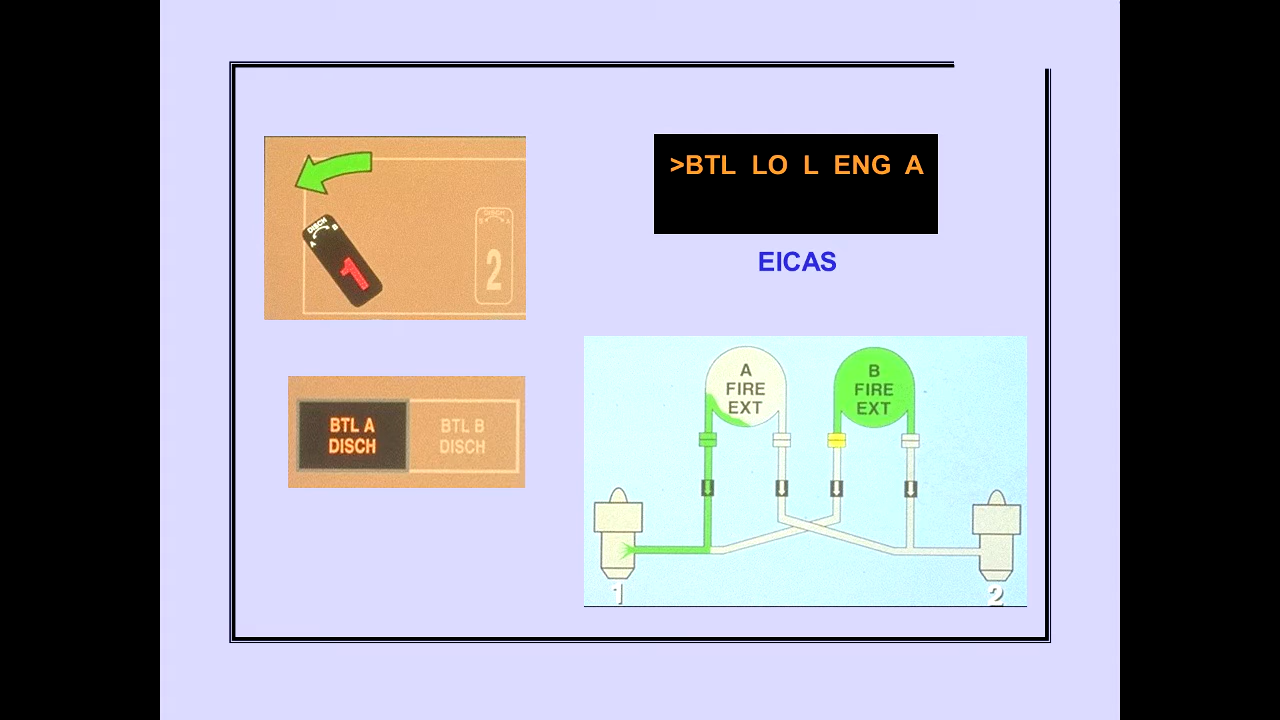 >BTL LO L ENG A
EICAS
DISCH
A B
1
DISCH
2
BTL A
DISCH
BTL B
DISCH
A
FIRE
EXT
B
FIRE
EXT
1
2